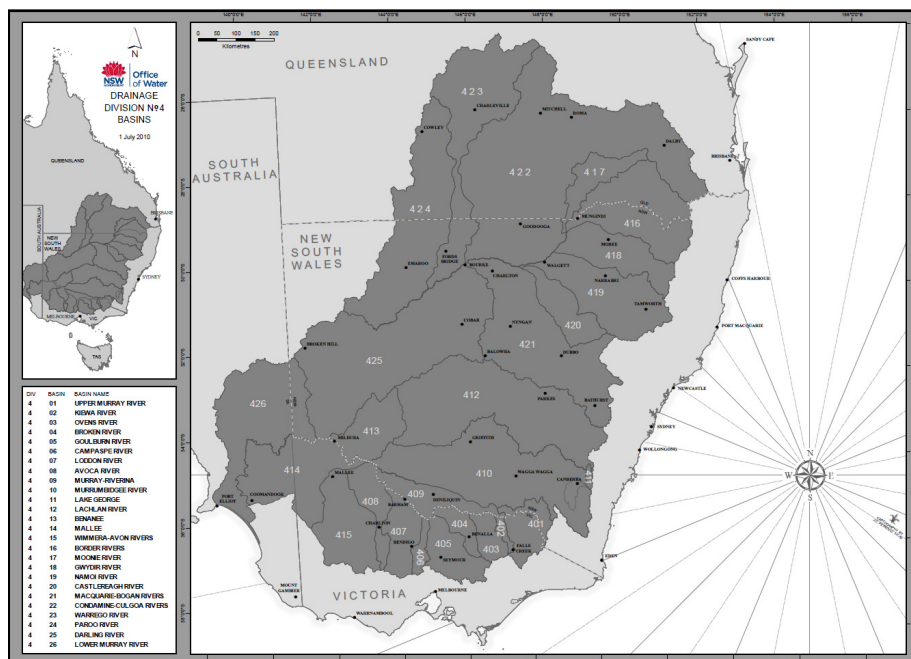 N
NSW
Office
of Water
DRAINAGE
DIVISION Nº4
BASINS
1 July 2010
QUEENSLAND
BRISBANE
SOUTH AUSTRALIA
NEW
SOUTH
WALES
SYDNEY
MELBOURNE
VIC
TAS
DIV BASIN BASIN NAME
4 01 UPPER MURRAY RIVER
4 02 KIEWA RIVER
4 03 OVENS RIVER
4 04 BROKEN RIVER
4 05 GOULBURN RIVER
4 06 CAMPASPE RIVER
4 07 LODDON RIVER
4 08 AVOCA RIVER
4 09 MURRAY-RIVERINA
4 10 MURRUMBIDGEE RIVER
4 11 LAKE GEORGE
4 12 LACHLAN RIVER
4 13 BENANEE
4 14 MALLEE
4 15 WIMMERA-AVON RIVERS
4 16 BORDER RIVERS
4 17 MOONIE RIVER
4 18 GWYDIR RIVER
4 19 NAMOI RIVER
4 20 CASTLEREAGH RIVER
4 21 MACQUARIE-BOGAN RIVERS
4 22 CONDAMINE-CULGOA RIVERS
4 23 WARREGO RIVER
4 24 PAROO RIVER
4 25 DARLING RIVER
4 26 LOWER MURRAY RIVER
0 50 100 150 200
Kilometres
SANDY CAPE
QUEENSLAND
423
CHARLEVILLE
MITCHELL
ROMA
COWLEY
DALBY
BRISBANE
SOUTH
AUSTRALIA
422
417
424
MUNGINDI
GOODOOGA
416
NEW
SOUTH
WALES
MOREE
FORDS
BRIDGE
418
ENNGONIA
BOURKE
WALGETT
CHARLTON
NARRABRI
COFFS HARBOUR
419
TAMWORTH
COBAR
NYNGAN
420
PORT MACQUARIE
421
BROKEN HILL
BALOWRA
DUBBO
425
NEWCASTLE
412
PARKES
426
BATHURST
413
SYDNEY
MILDURA
GRIFFITH
WOLLONGONG
414
410
MALLEE
WAGGA WAGGA
CANBERRA
N
W E
S
COOMANDOOK
PORT
ELLIOT
408
409
DENILIQUIN
BARHAM
CHARLTON
404
402
401
415
407
BENALLA
BENDIGO
405
403
FALLS
CREEK
406
SEYMOUR
EDEN
MOUNT
GAMBIER
VICTORIA
MELBOURNE
WARRNAMBOOL